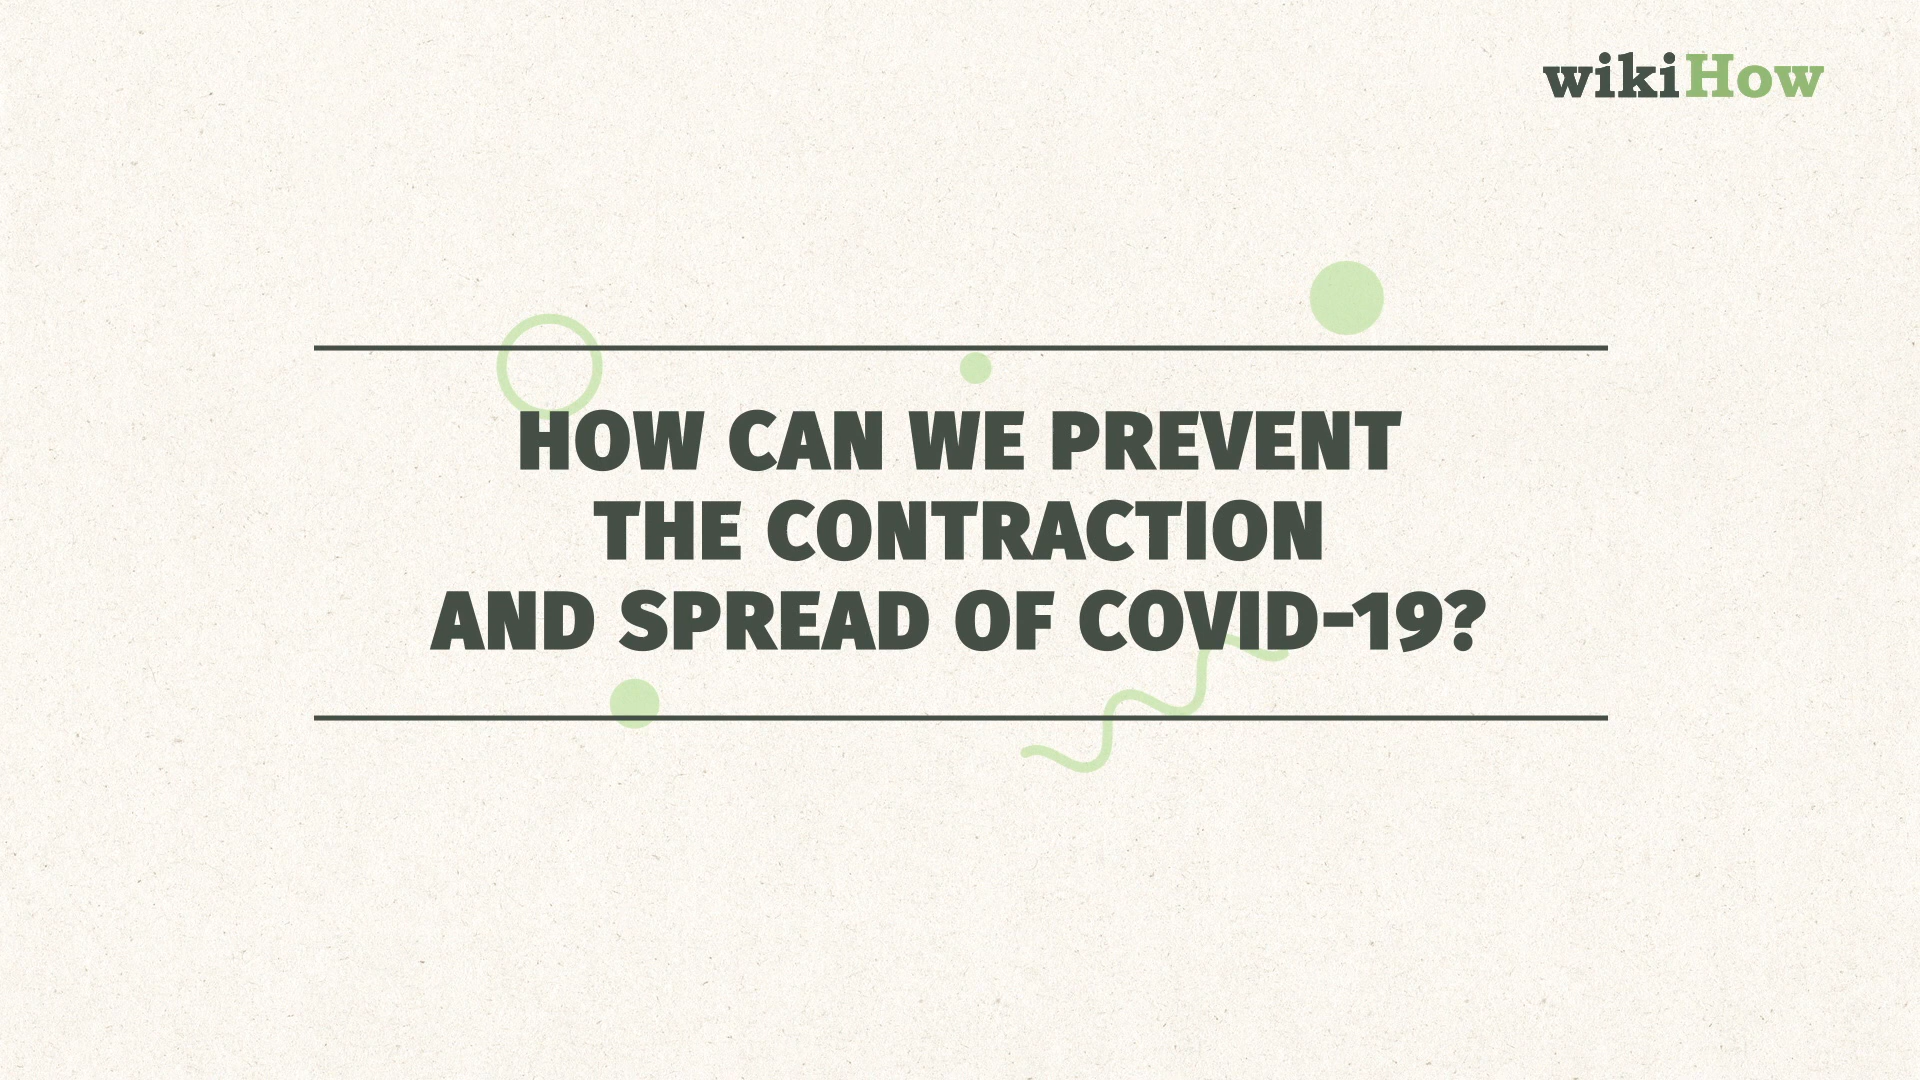 wikiHow
HOW CAN WE PREVENT
THE CONTRACTION
AND SPREAD OF COVID-19?